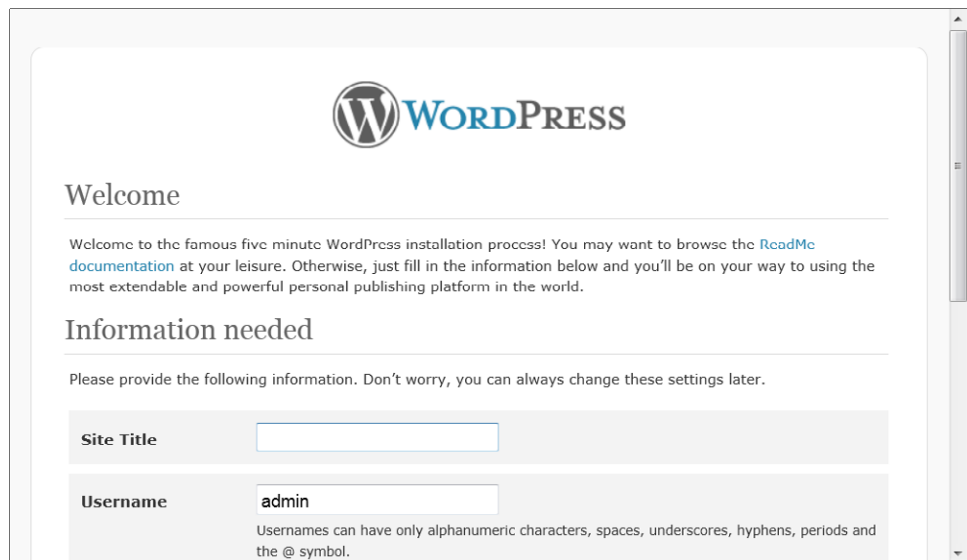 WORDPRESS
Welcome
Welcome to the famous five minute WordPress installation process! You may want to browse the ReadMe
documentation at your leisure. Otherwise, just fill in the information below and you'll be on your way to using the
most extendable and powerful personal publishing platform in the world.
Information needed
Please provide the following information. Don't worry, you can always change these settings later.
Site Title
Username
admin
Usernames can have only alphanumeric characters, spaces, underscores, hyphens, periods and
the @ symbol.